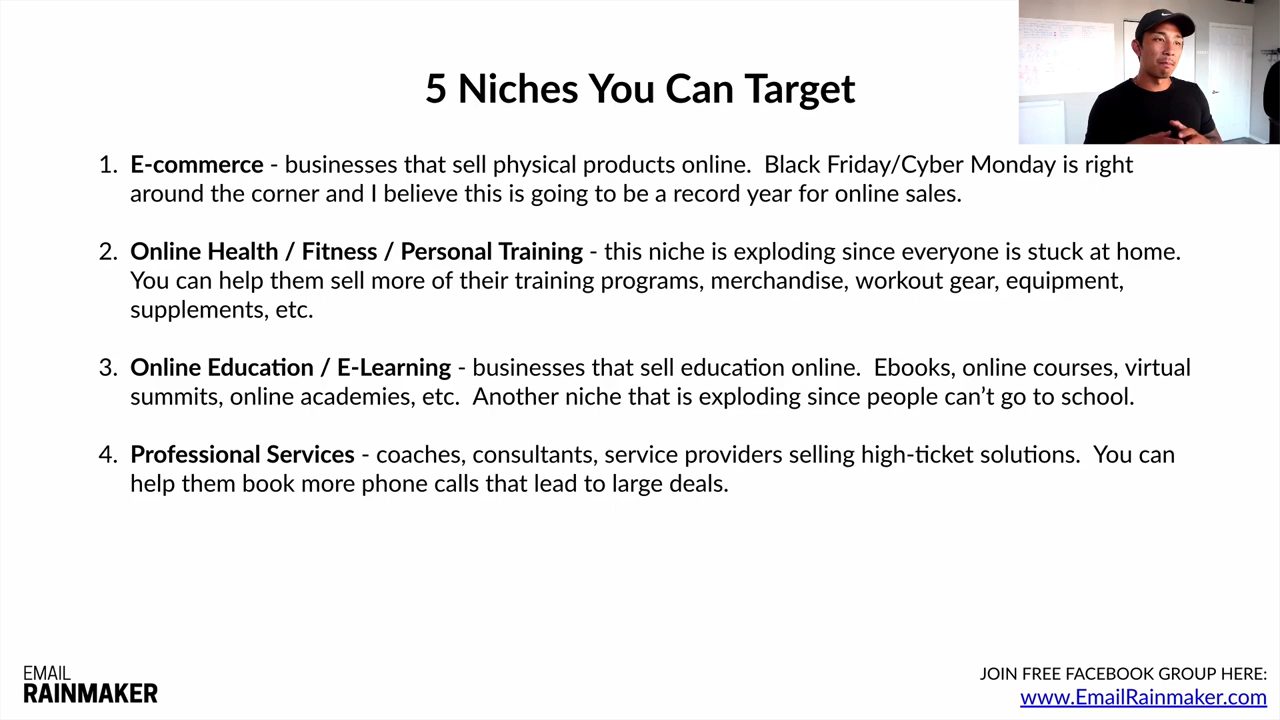 5 Niches You Can Target
1. E-commerce - businesses that sell physical products online.  Black Friday/Cyber Monday is right
around the corner and I believe this is going to be a record year for online sales.
2. Online Health / Fitness / Personal Training - this niche is exploding since everyone is stuck at home.
You can help them sell more of their training programs, merchandise, workout gear, equipment,
supplements, etc.
3. Online Education / E-Learning - businesses that sell education online.  Ebooks, online courses, virtual
summits, online academies, etc.  Another niche that is exploding since people can’t go to school.
4. Professional Services - coaches, consultants, service providers selling high-ticket solutions.  You can
help them book more phone calls that lead to large deals.
EMAIL
RAINMAKER
JOIN FREE FACEBOOK GROUP HERE:
www.EmailRainmaker.com